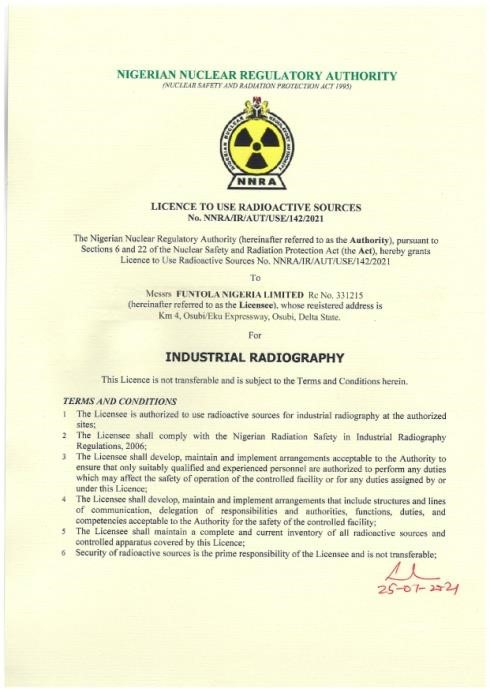 NIGERIAN NUCLEAR REGULATORY AUTHORITY
(NUCLEAR SAFETY AND RADIATION PROTECTION ACT 1995)
NIGERIAN NUCLEAR REGULATORY AUTHORITY
NNRA
LICENCE TO USE RADIOACTIVE SOURCES
No. NNRA/IR/AUT/USE/142/2021
The Nigerian Nuclear Regulatory Authority (hereinafter referred to as the Authority), pursuant to
Sections 6 and 22 of the Nuclear Safety and Radiation Protection Act (the Act), hereby grants
Licence to Use Radioactive Sources No. NNRA/IR/AUT/USE/142/2021
To
Messrs FUNTOLA NIGERIA LIMITED Rc No. 331215
(hereinafter referred to as the Licensee), whose registered address is
Km 4, Osubi/Eku Expressway, Osubi, Delta State.
For
INDUSTRIAL RADIOGRAPHY
This Licence is not transferable and is subject to the Terms and Conditions herein.
TERMS AND CONDITIONS
1 The Licensee is authorized to use radioactive sources for industrial radiography at the authorized
sites;
2 The Licensee shall comply with the Nigerian Radiation Safety in Industrial Radiography
Regulations, 2006;
3 The Licensee shall develop, maintain and implement arrangements acceptable to the Authority to
ensure that only suitably qualified and experienced personnel are authorized to perform any duties
which may affect the safety of operation of the controlled facility or for any duties assigned by or
under this Licence;
4 The Licensee shall develop, maintain and implement arrangements that include structures and lines
of communication, delegation of responsibilities and authorities, functions, duties, and
competencies acceptable to the Authority for the safety of the controlled facility;
5 The Licensee shall maintain a complete and current inventory of all radioactive sources and
controlled apparatus covered by this Licence;
6 Security of radioactive sources is the prime responsibility of the Licensee and is not transferable;
25-07-2021